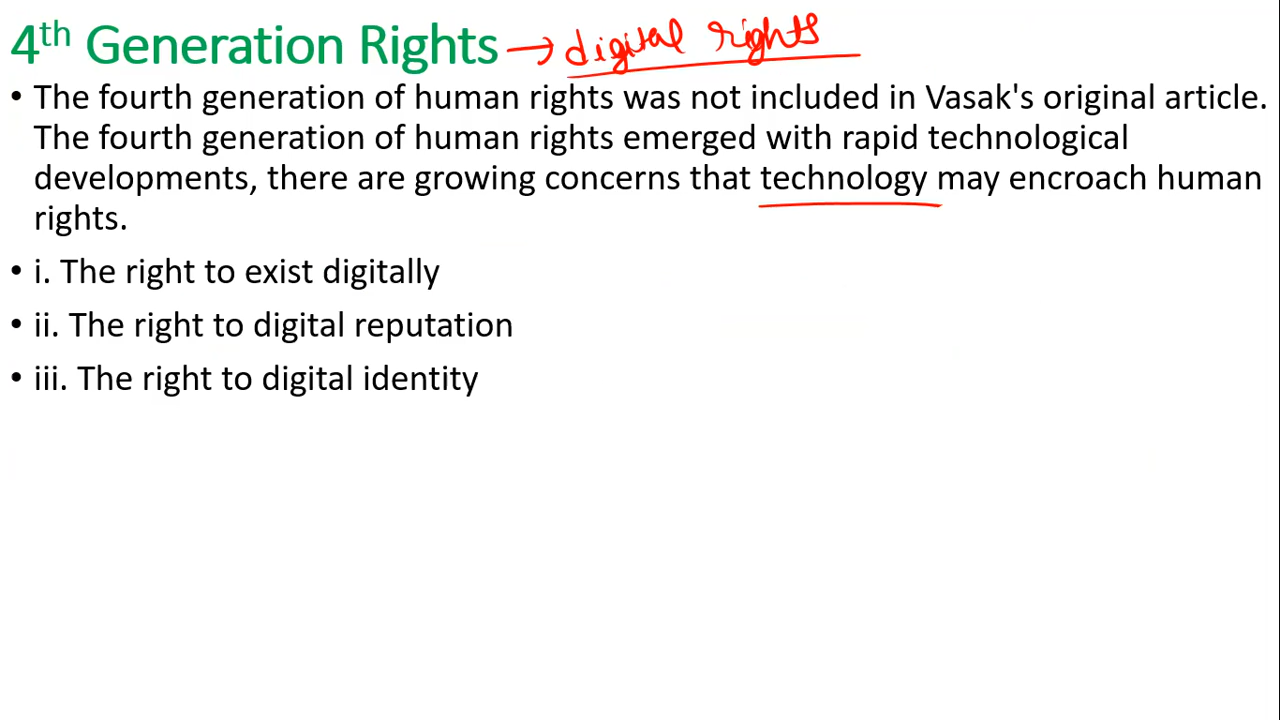 4th Generation Rights → digital rights
• The fourth generation of human rights was not included in Vasak's original article.
The fourth generation of human rights emerged with rapid technological
developments, there are growing concerns that technology may encroach human
rights.
• i. The right to exist digitally
• ii. The right to digital reputation
• iii. The right to digital identity